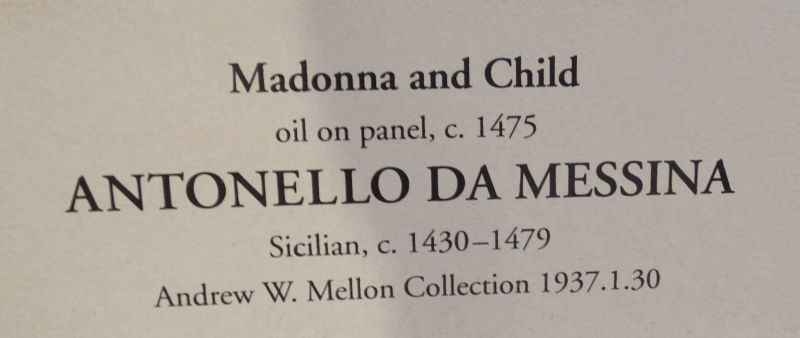 Madonna and Child
oil on panel, c. 1475
ANTONELLO DA MESSINA
Sicilian, c. 1430–1479
Andrew W. Mellon Collection 1937.1.30